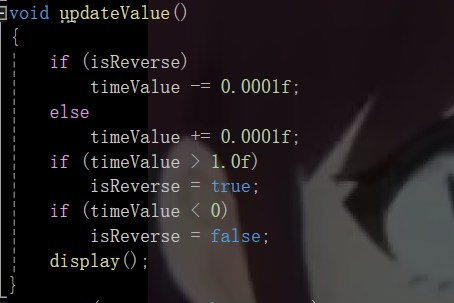 void updateValue()
{
if (isReverse)
timeValue -= 0.0001f;
else
timeValue += 0.0001f;
if (timeValue > 1.0f)
isReverse = true;
if (timeValue < 0)
isReverse = false;
display();
}